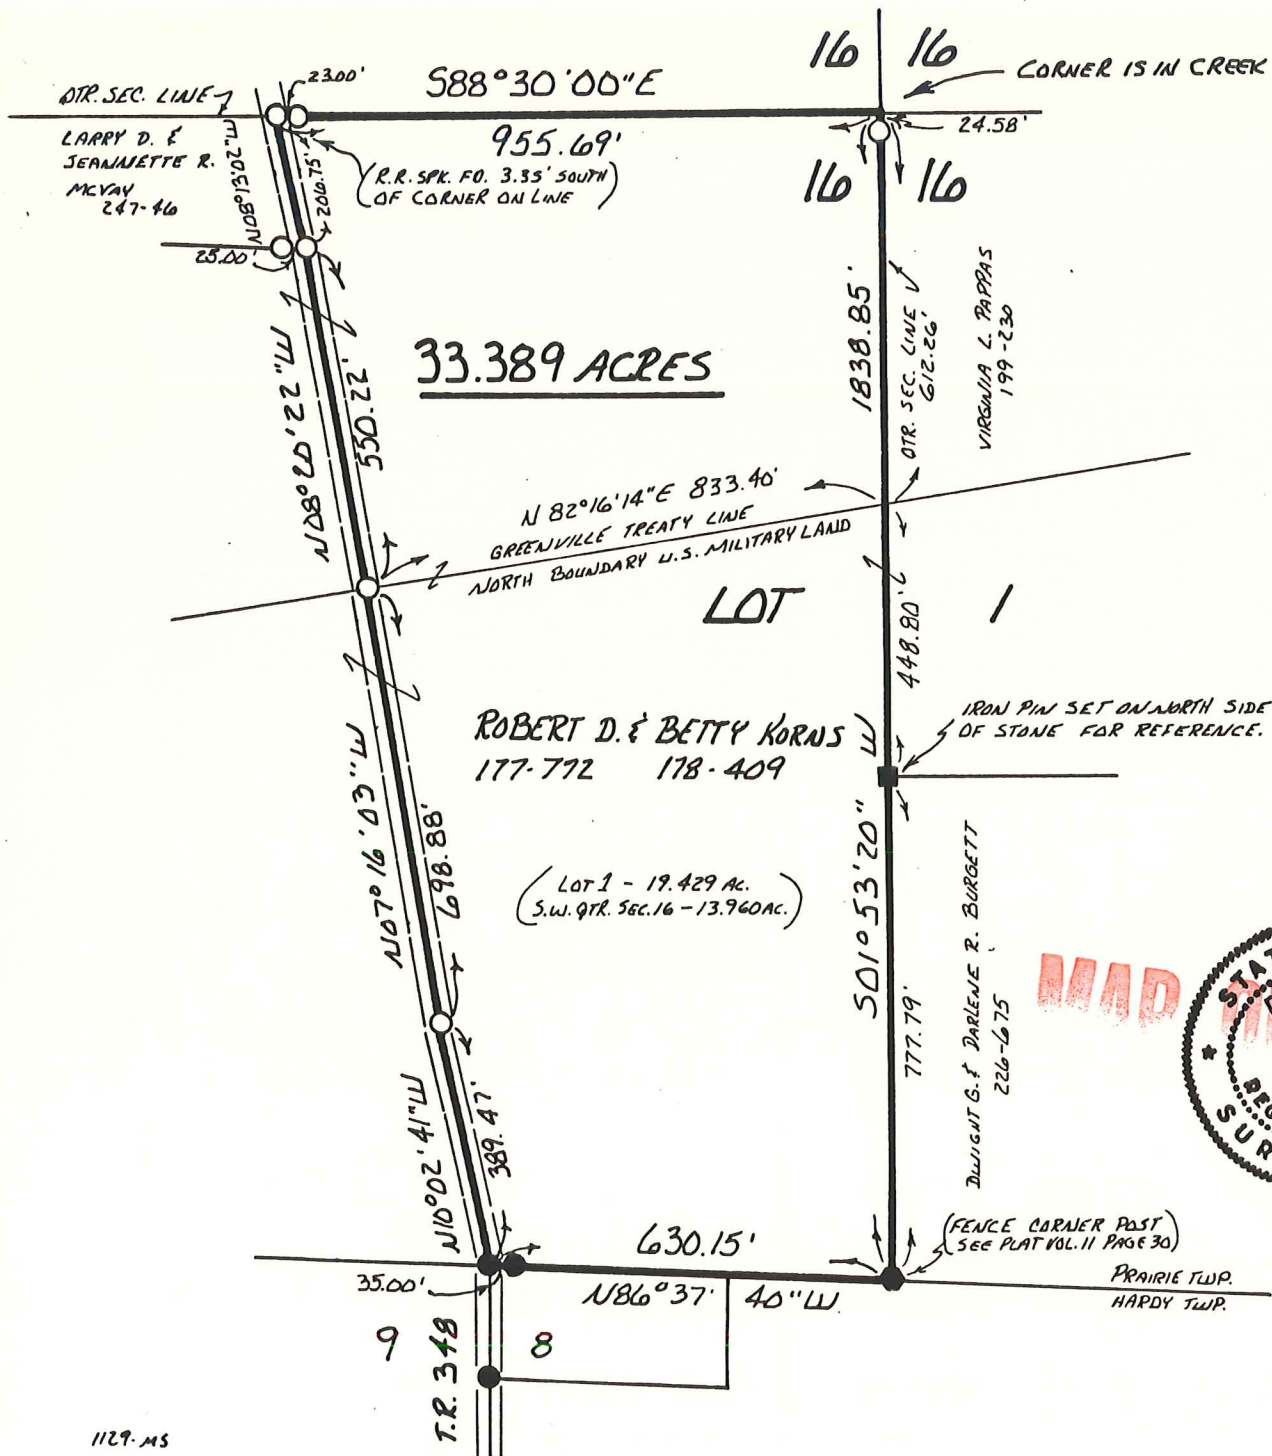 16 16
CORNER IS IN CREEK
QTR. SEC. LINE
23.00'
S88°30'00"E
955.69'
24.58'
LARRY D. &
JEANNETTE R.
MCVAY
247-46
N08°13'02"W
206.75'
(R.R. SPK. FD. 3.35' SOUTH
OF CORNER ON LINE)
16 16
25.00'
N08°20'22"W
550.22'
33.389 ACRES
1838.85'
QTR. SEC. LINE
612.26'
VIRGINIA L. PAPPAS
199-230
N 82°16'14"E 833.40'
GREENVILLE TREATY LINE
NORTH BOUNDARY U.S. MILITARY LAND
LOT 1
448.80'
IRON PIN SET ON NORTH SIDE
OF STONE FOR REFERENCE.
ROBERT D. & BETTY KORNS
177-772 178-409
N07°16'03"W
698.88'
(LOT 1 - 19.429 AC.
S.W. QTR. SEC. 16 - 13.960 AC.)
S01°53'20"W
777.79'
DWIGHT G. & DARLENE R. BURGETT
226-675
MAP
STAT
REG
SUR
N10°02'41"W
389.47'
630.15'
N86°37'40"W
(FENCE CORNER POST
SEE PLAT VOL. 11 PAGE 30)
35.00'
PRAIRIE TWP.
HARDY TWP.
9 8
T.R. 348
1129-MS